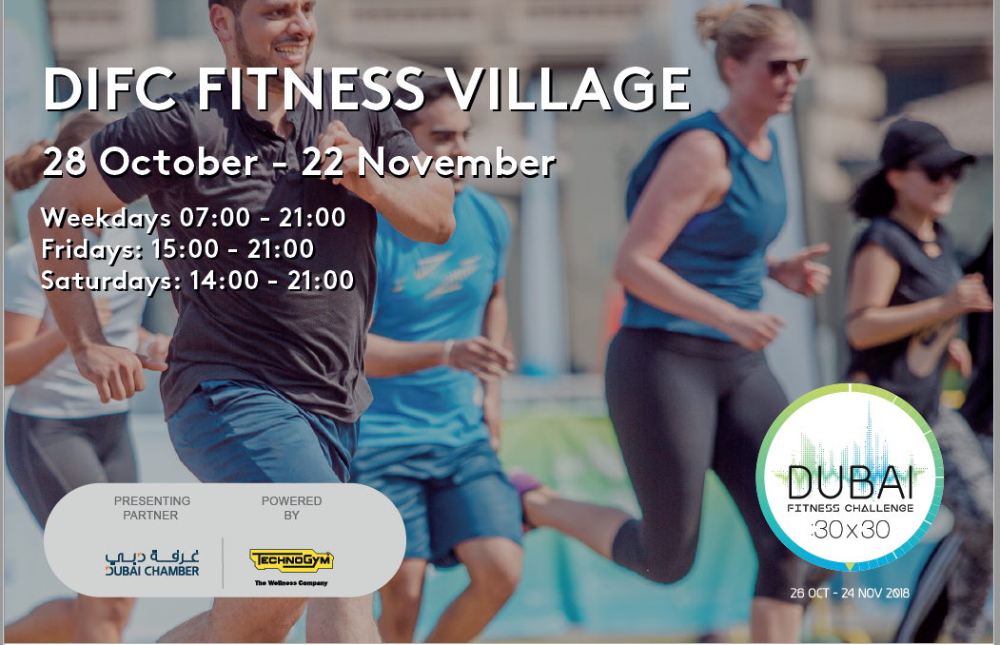 DIFC FITNESS VILLAGE
28 October - 22 November
Weekdays 07:00 - 21:00
Fridays: 15:00 - 21:00
Saturdays: 14:00 - 21:00
PRESENTING
PARTNER
غرفة دبي
DUBAI CHAMBER
POWERED
BY
TECHNOGYM
The Wellness Company
DUBAI
FITNESS CHALLENGE
:30x30
26 OCT - 24 NOV 2018